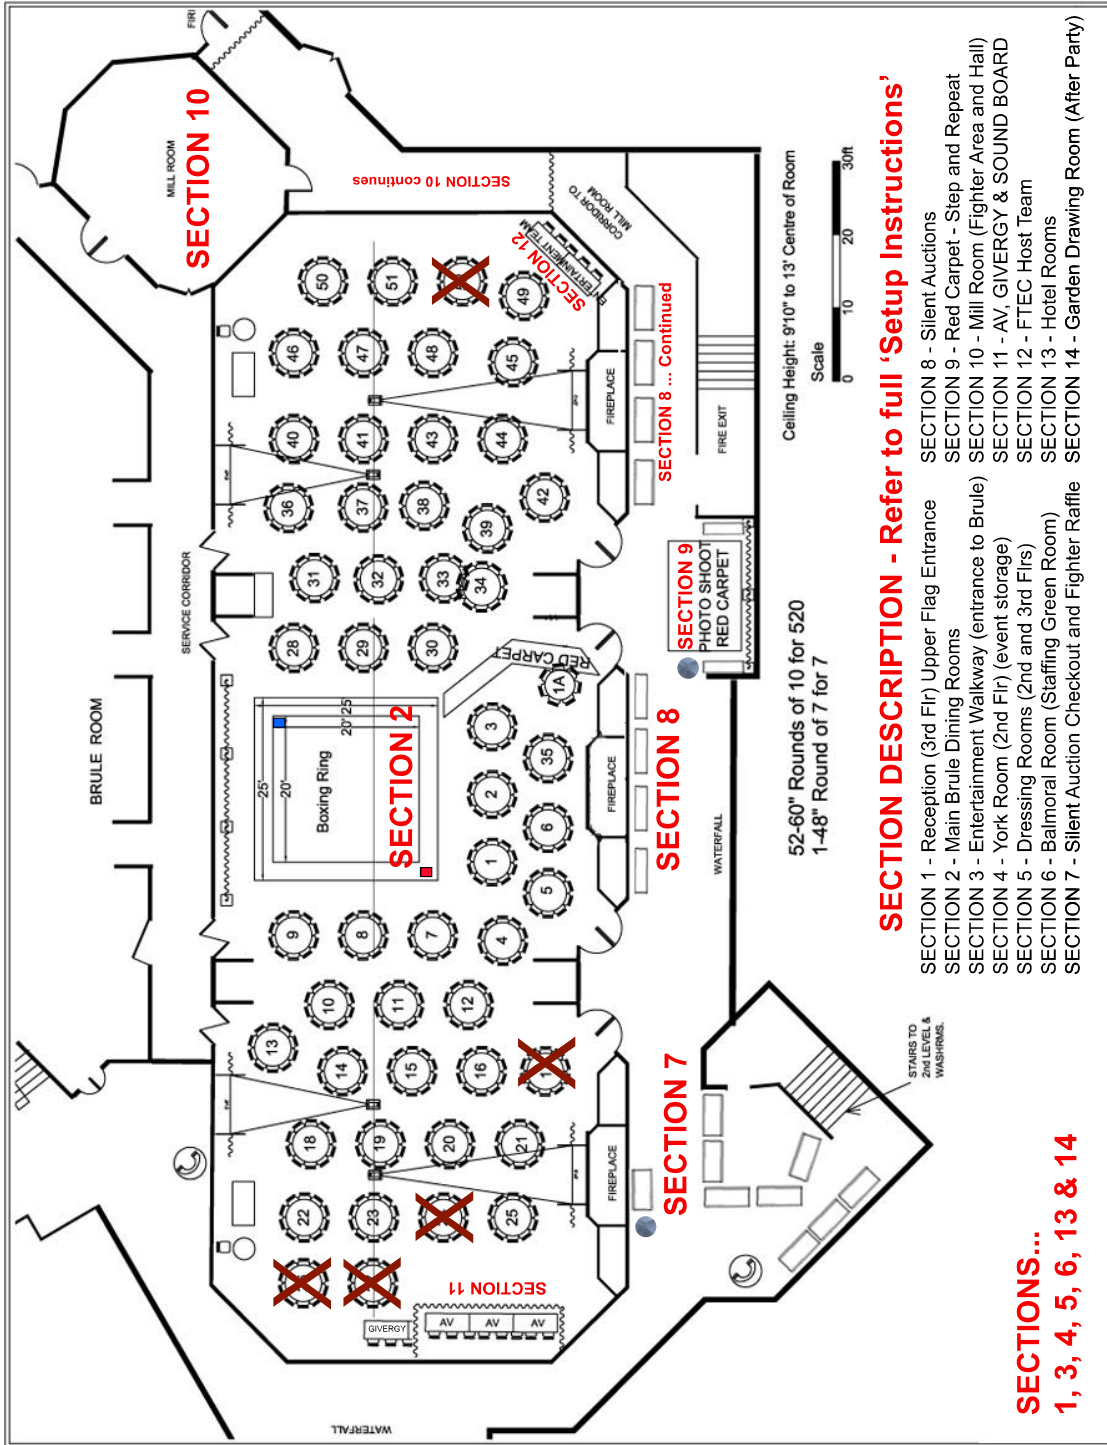 FIRE
MILL ROOM
SECTION 10
SECTION 10 continues
CORRIDOR TO
MILL ROOM
ENTERTAINMENT TEAM
SECTION 12
BRULE ROOM
SERVICE CORRIDOR
50
51
49
46
47
48
45
40
41
43
44
36
37
38
39
42
31
32
33
34
28
29
30
RED CARPET
1A
3
35
2
6
1
5
25'
20'
20'
25'
Boxing Ring
SECTION 2
9
8
7
4
10
11
12
13
14
15
16
1
18
19
20
21
22
23
25
FIREPLACE
FIREPLACE
FIREPLACE
SECTION 8 ... Continued
FIRE EXIT
SECTION 9
PHOTO SHOOT
RED CARPET
SECTION 8
WATERFALL
SECTION 7
SECTION 11
GIVERGY
AV
AV
AV
WATERFALL
STAIRS TO
2nd LEVEL &
WASHRMS.
Ceiling Height: 9'10" to 13' Centre of Room
Scale
0
10
20
30ft
52-60" Rounds of 10 for 520
1-48" Round of 7 for 7
SECTION DESCRIPTION - Refer to full 'Setup Instructions'
SECTION 1 - Reception (3rd Flr) Upper Flag Entrance
SECTION 2 - Main Brule Dining Rooms
SECTION 3 - Entertainment Walkway (entrance to Brule)
SECTION 4 - York Room (2nd Flr) (event storage)
SECTION 5 - Dressing Rooms (2nd and 3rd Flrs)
SECTION 6 - Balmoral Room (Staffing Green Room)
SECTION 7 - Silent Auction Checkout and Fighter Raffle
SECTION 8 - Silent Auctions
SECTION 9 - Red Carpet - Step and Repeat
SECTION 10 - Mill Room (Fighter Area and Hall)
SECTION 11 - AV, GIVERGY & SOUND BOARD
SECTION 12 - FTEC Host Team
SECTION 13 - Hotel Rooms
SECTION 14 - Garden Drawing Room (After Party)
SECTIONS...
1, 3, 4, 5, 6, 13 & 14